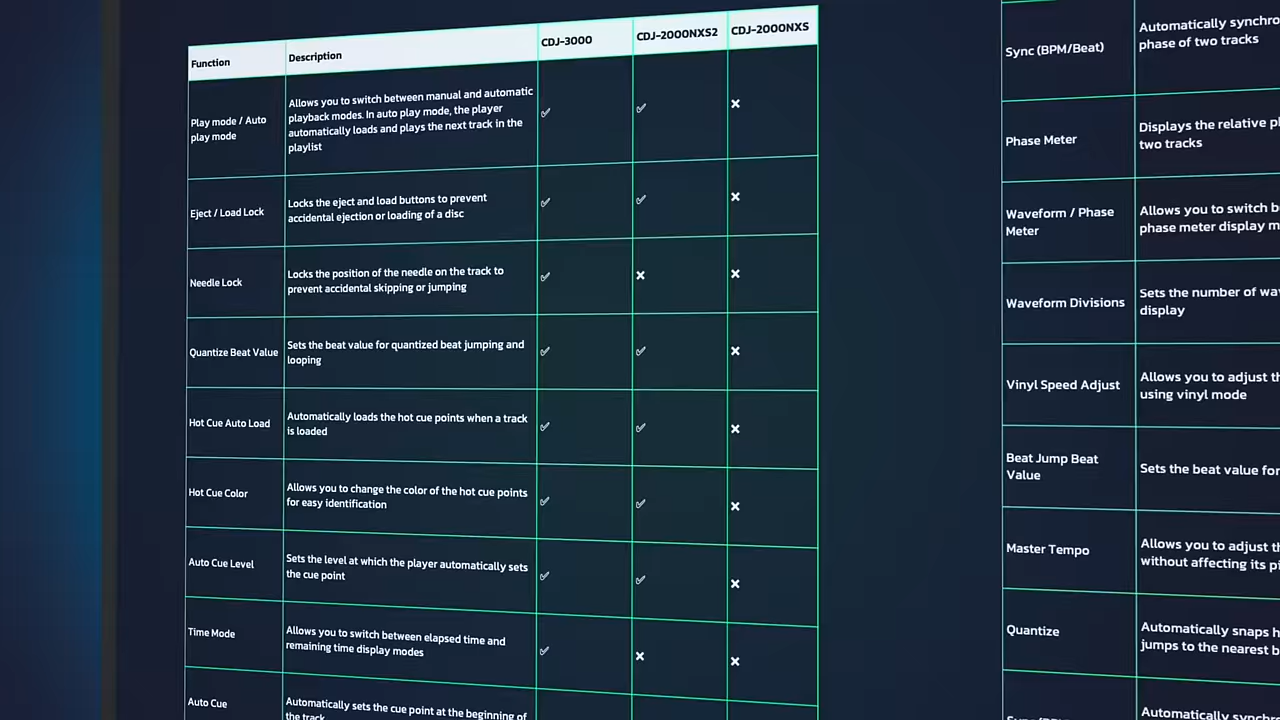 Function Description CDJ-3000 CDJ-2000NXS2 CDJ-2000NXS
Play mode / Auto
play mode
Allows you to switch between manual and automatic
playback modes. In auto play mode, the player
automatically loads and plays the next track in the
playlist
✓ ✓ ×
Eject / Load Lock
Locks the eject and load buttons to prevent
accidental ejection or loading of a disc
✓ ✓ ×
Needle Lock
Locks the position of the needle on the track to
prevent accidental skipping or jumping
✓ × ×
Quantize Beat Value
Sets the beat value for quantized beat jumping and
looping
✓ ✓ ×
Hot Cue Auto Load
Automatically loads the hot cue points when a track
is loaded
✓ ✓ ×
Hot Cue Color
Allows you to change the color of the hot cue points
for easy identification
✓ ✓ ×
Auto Cue Level
Sets the level at which the player automatically sets
the cue point
✓ ✓ ×
Time Mode
Allows you to switch between elapsed time and
remaining time display modes
✓ × ×
Auto Cue
Automatically sets the cue point at the beginning of
the track
Sync (BPM/Beat)
Automatically synchro
phase of two tracks
Phase Meter
Displays the relative p
two tracks
Waveform / Phase
Meter
Allows you to switch b
phase meter display m
Waveform Divisions
Sets the number of wa
display
Vinyl Speed Adjust
Allows you to adjust th
using vinyl mode
Beat Jump Beat
Value
Sets the beat value for
Master Tempo
Allows you to adjust th
without affecting its pi
Quantize
Automatically snaps h
jumps to the nearest b
Automatically synchr